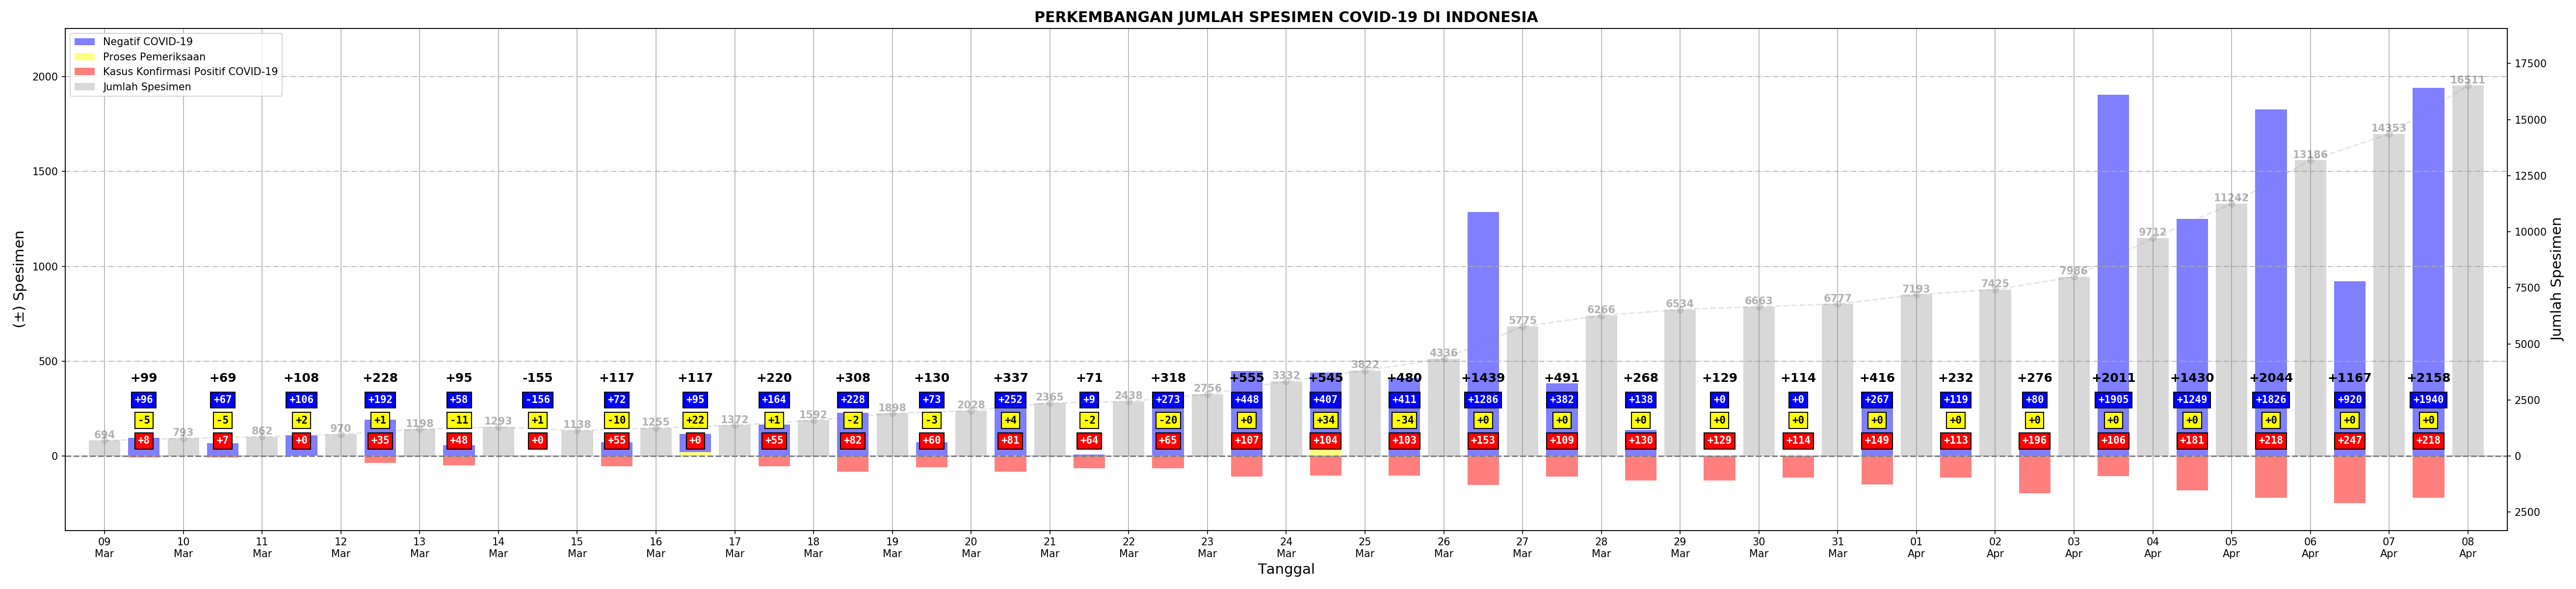 PERKEMBANGAN JUMLAH SPESIMEN COVID-19 DI INDONESIA
Negatif COVID-19
Proses Pemeriksaan
Kasus Konfirmasi Positif COVID-19
Jumlah Spesimen
(±) Spesimen
2000
1500
1000
500
0
17500
15000
12500
10000
7500
5000
2500
0
2500
Jumlah Spesimen
694 793 862 970 1198 1293 1138 1255 1372 1592 1898 2028 2365 2438 2756 3332 3822 4336 5775 6266 6534 6663 6777 7193 7425 7986 9712 11242 13186 14353 16511
+99 +69 +108 +228 +95 -155 +117 +117 +220 +308 +130 +337 +71 +318 +555 +545 +480 +1439 +491 +268 +129 +114 +416 +232 +276 +2011 +1430 +2044 +1167 +2158
+96 +67 +106 +192 +58 -156 +72 +95 +164 +228 +73 +252 +9 +273 +448 +407 +411 +1286 +382 +138 +0 +0 +267 +119 +80 +1905 +1249 +1826 +920 +1940
-5 -5 +2 +1 -11 +1 -10 +22 +1 -2 -3 +4 -2 -20 +0 +34 -34 +0 +0 +0 +0 +0 +0 +0 +0 +0 +0 +0 +0 +0
+8 +7 +0 +35 +48 +0 +55 +0 +55 +82 +60 +81 +64 +65 +107 +104 +103 +153 +109 +130 +129 +114 +149 +113 +196 +106 +181 +218 +247 +218
09 10 11 12 13 14 15 16 17 18 19 20 21 22 23 24 25 26 27 28 29 30 31 01 02 03 04 05 06 07 08
Mar Mar Mar Mar Mar Mar Mar Mar Mar Mar Mar Mar Mar Mar Mar Mar Mar Mar Mar Mar Mar Mar Mar Apr Apr Apr Apr Apr Apr Apr Apr
Tanggal